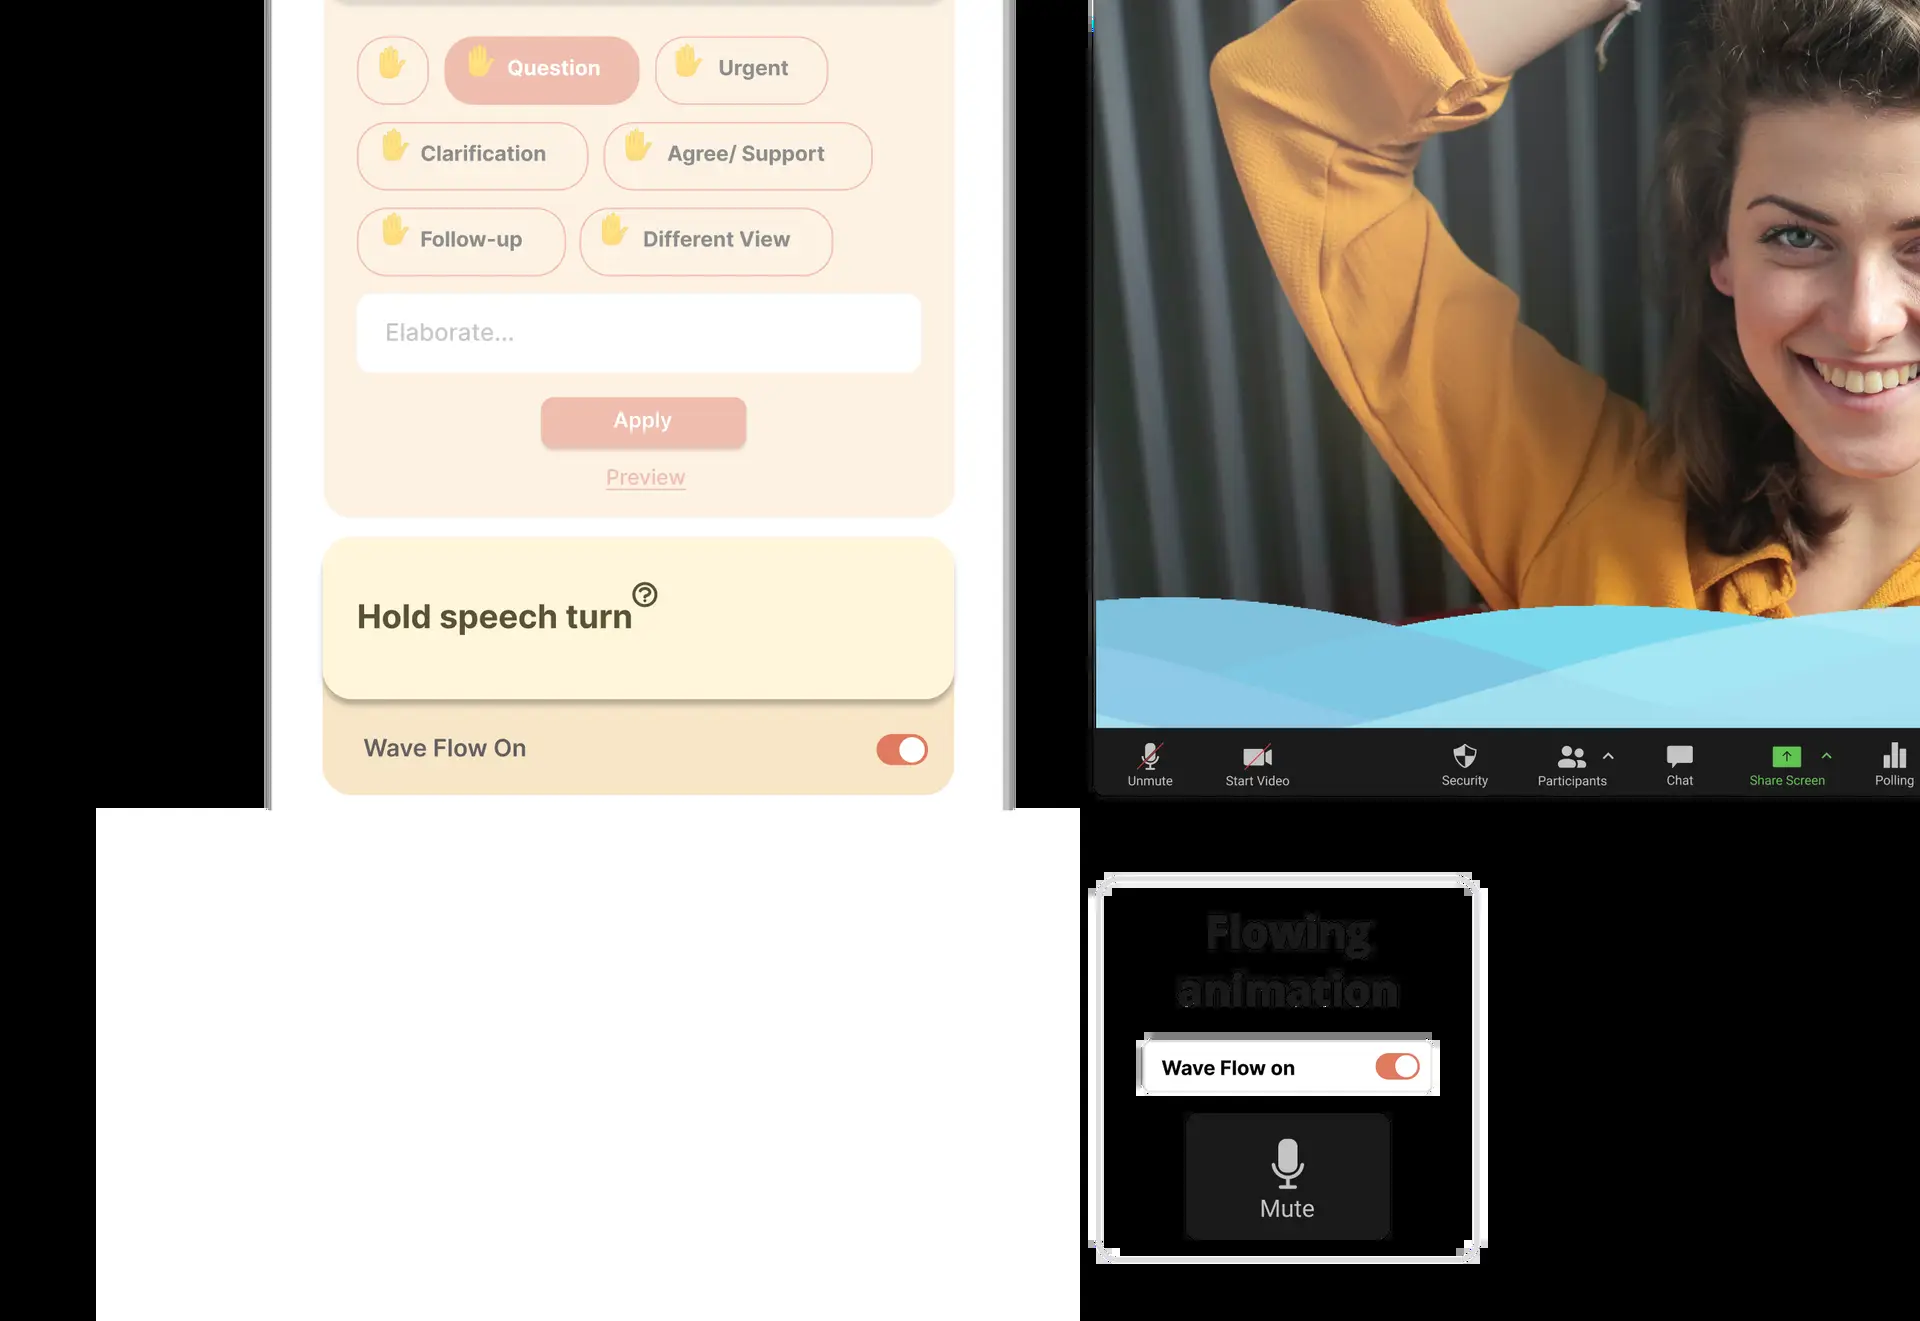 Question
Urgent
Clarification
Agree/ Support
Follow-up
Different View
Elaborate...
Apply
Preview
Hold speech turn
Wave Flow On
Unmute
Start Video
Security
Participants
Chat
Share Screen
Polling
Flowing
animation
Wave Flow on
Mute